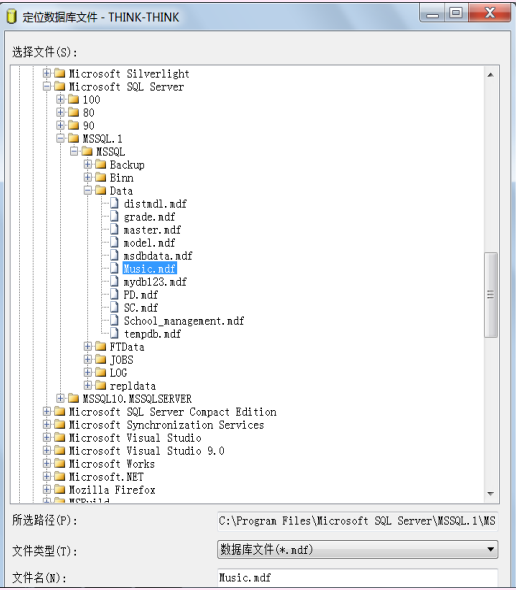 定位数据库文件 - THINK-THINK
选择文件(S):
Microsoft Silverlight
Microsoft SQL Server
100
80
90
MSSQL.1
MSSQL
Backup
Binn
Data
distmdl.mdf
grade.mdf
master.mdf
model.mdf
msdbdata.mdf
Music.mdf
mydb123.mdf
PD.mdf
SC.mdf
School_management.mdf
tempdb.mdf
FTData
JOBS
LOG
repldata
MSSQL10.MSSQLSERVER
Microsoft SQL Server Compact Edition
Microsoft Synchronization Services
Microsoft Visual Studio
Microsoft Visual Studio 9.0
Microsoft Works
Microsoft.NET
Mozilla Firefox
MSBuild
所选路径(P): C:\Program Files\Microsoft SQL Server\MSSQL.1\MS
文件类型(T): 数据库文件(*.mdf)
文件名(N): Music.mdf